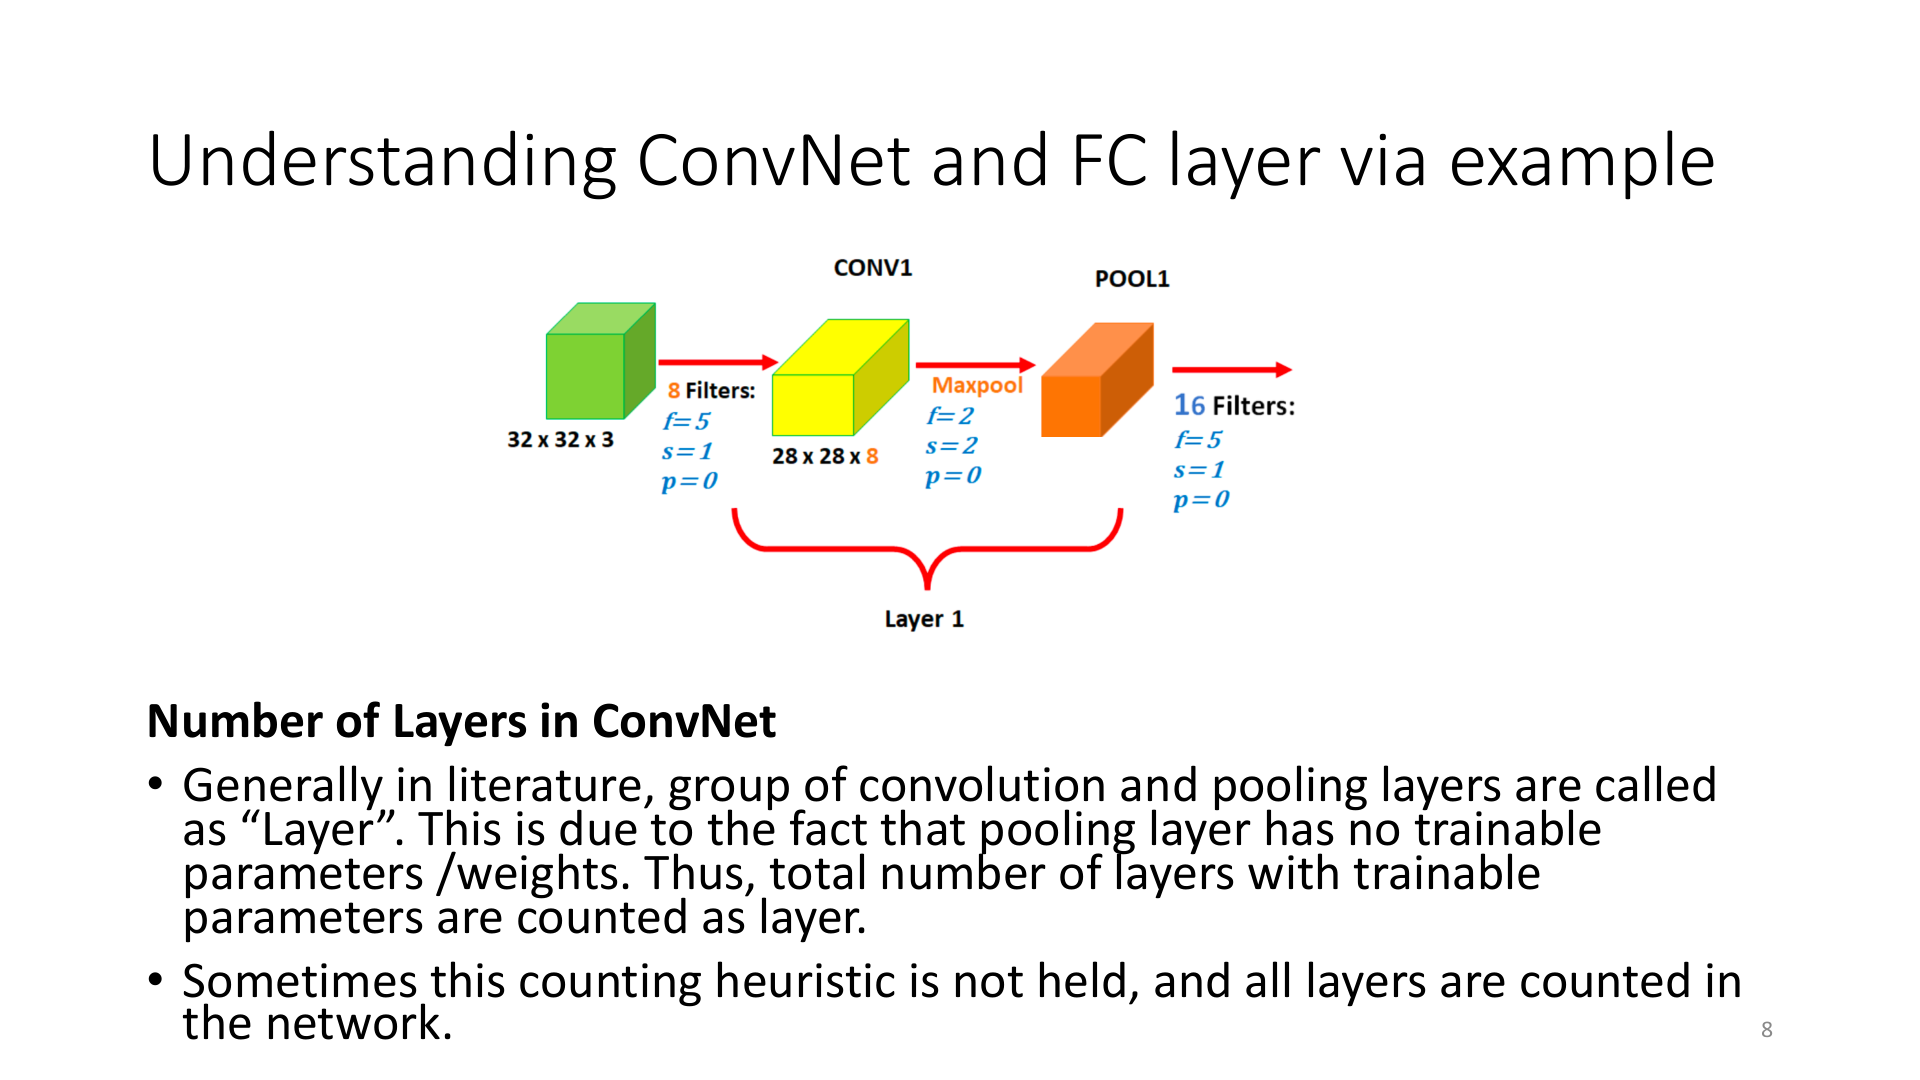 Understanding ConvNet and FC layer via example
CONV1
POOL1
8 Filters:
f=5
s=1
p=0
Maxpool
f=2
s=2
p=0
16 Filters:
f=5
s=1
p=0
32 x 32 x 3
28 x 28 x 8
Layer 1
Number of Layers in ConvNet
• Generally in literature, group of convolution and pooling layers are called
as “Layer”. This is due to the fact that pooling layer has no trainable
parameters /weights. Thus, total number of layers with trainable
parameters are counted as layer.
• Sometimes this counting heuristic is not held, and all layers are counted in
the network.
8